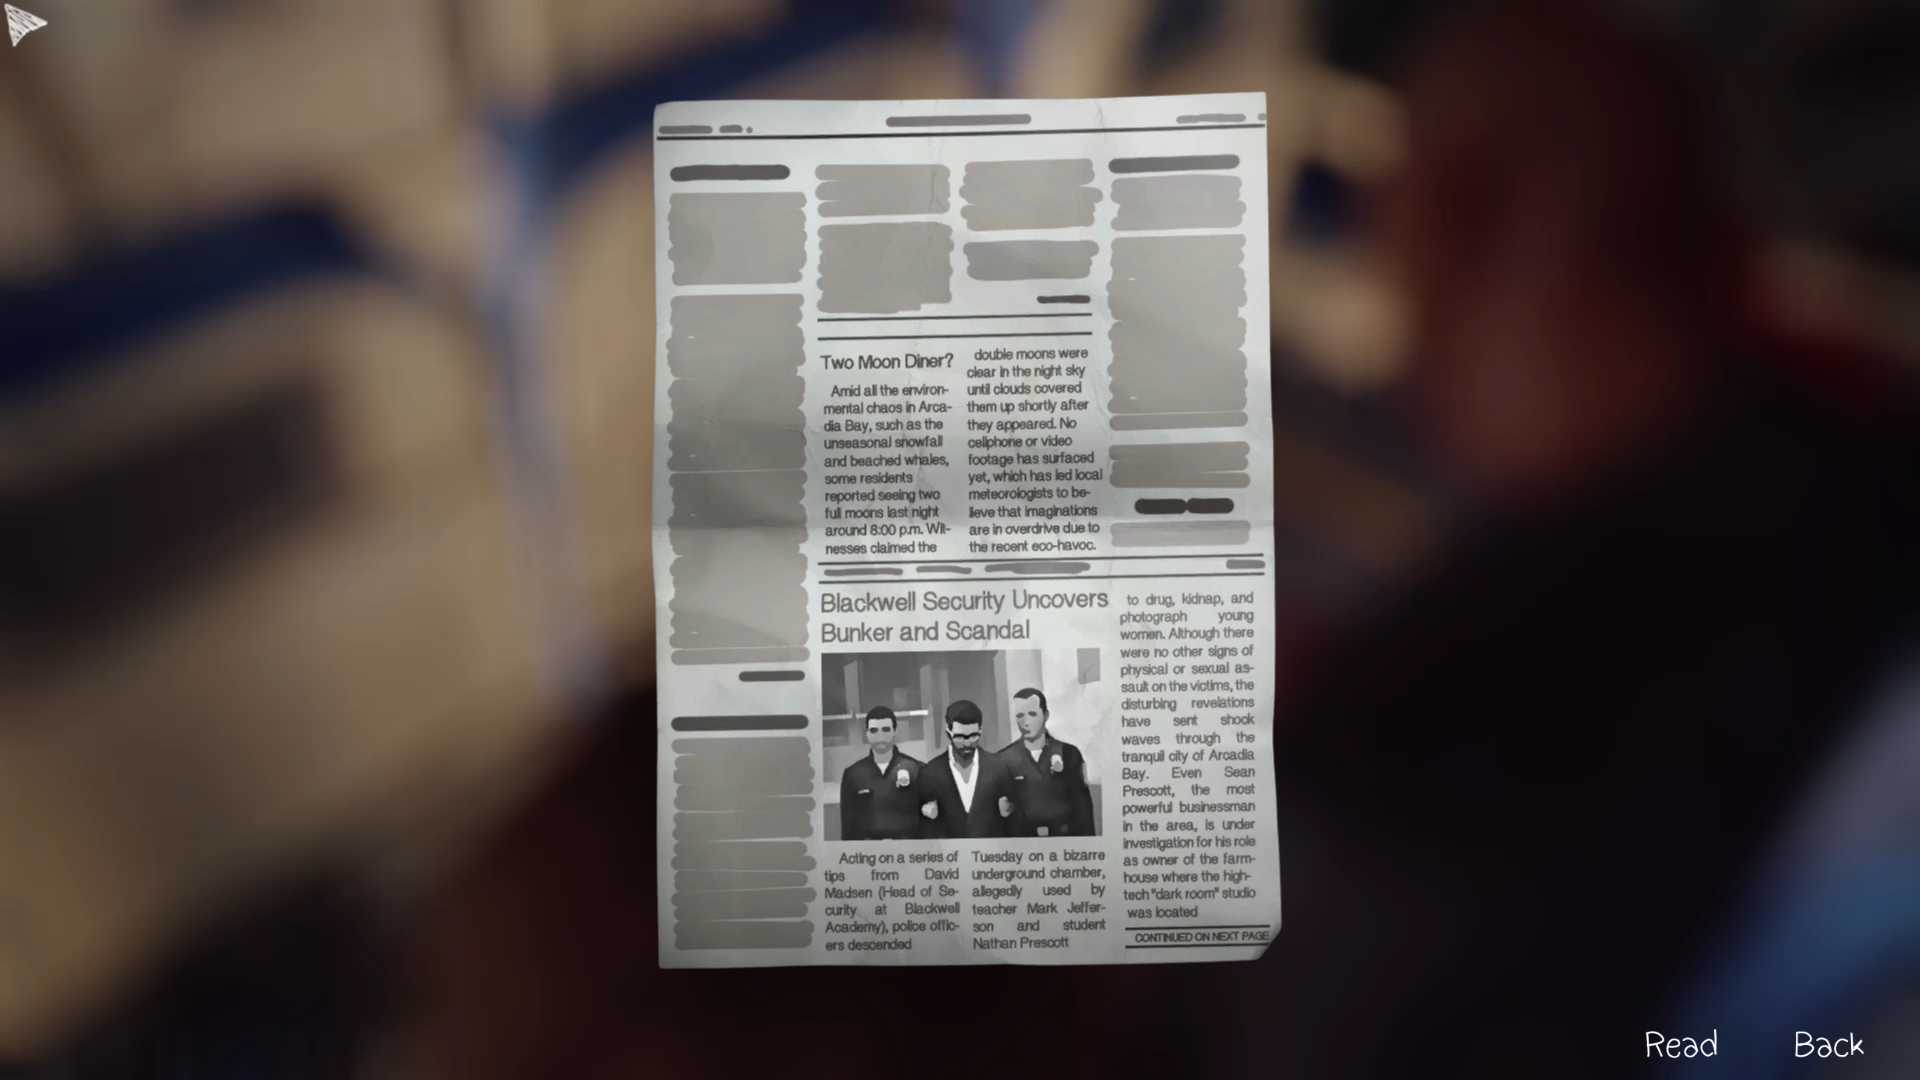 Two Moon Diner?
Amid all the environ-
mental chaos in Arca-
dia Bay, such as the
unseasonal snowfall
and beached whales,
some residents
reported seeing two
full moons last night
around 8:00 p.m. Wit-
nesses claimed the
double moons were
clear in the night sky
until clouds covered
them up shortly after
they appeared. No
cellphone or video
footage has surfaced
yet, which has led local
meteorologists to be-
lieve that imaginations
are in overdrive due to
the recent eco-havoc.
Blackwell Security Uncovers
Bunker and Scandal
Acting on a series of
tips from David
Madsen (Head of Se-
curity at Blackwell
Academy), police offic-
ers descended
Tuesday on a bizarre
underground chamber,
allegedly used by
teacher Mark Jeffer-
son and student
Nathan Prescott
to drug, kidnap, and
photograph young
women. Although there
were no other signs of
physical or sexual as-
sault on the victims, the
disturbing revelations
have sent shock
waves through the
tranquil city of Arcadia
Bay. Even Sean
Prescott, the most
powerful businessman
in the area, is under
investigation for his role
as owner of the farm-
house where the high-
tech "dark room" studio
was located
CONTINUED ON NEXT PAGE
Read
Back